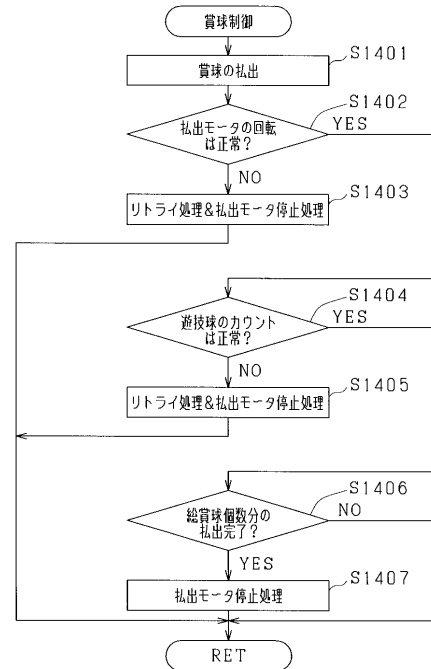 賞球制御
S1401
賞球の払出
S1402
払出モータの回転
は正常？
YES
NO
S1403
リトライ処理&払出モータ停止処理
S1404
遊技球のカウント
は正常？
YES
NO
S1405
リトライ処理&払出モータ停止処理
S1406
総賞球個数分の
払出完了？
NO
YES
S1407
払出モータ停止処理
RET